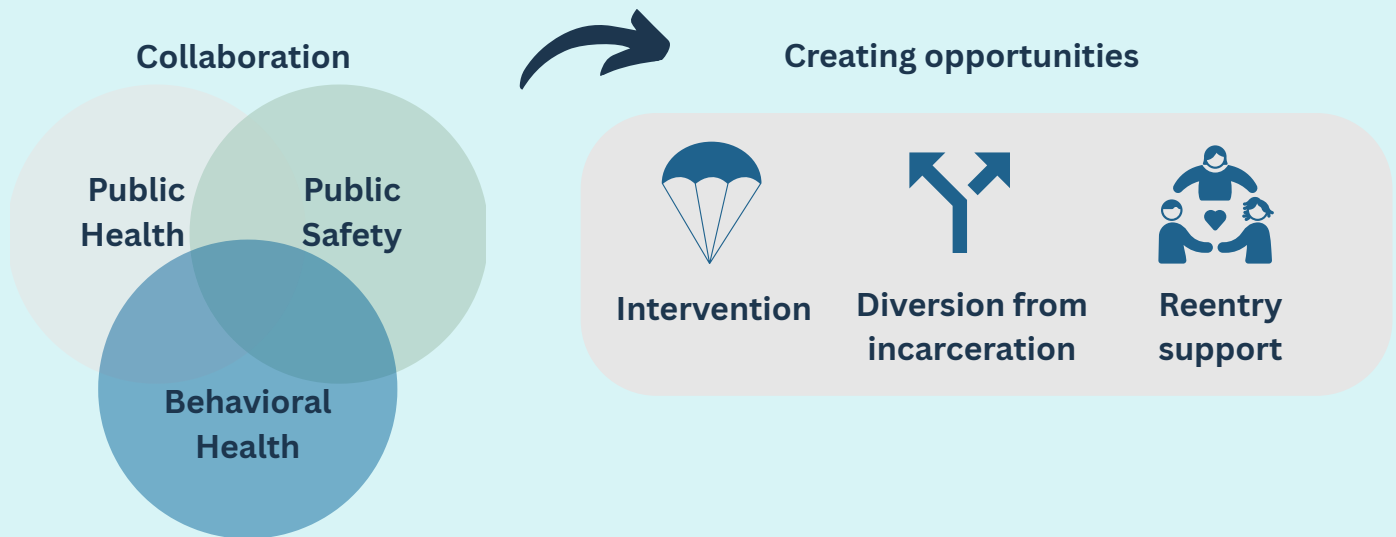 Collaboration
Public
Health
Public
Safety
Behavioral
Health
Creating opportunities
Intervention
Diversion from
incarceration
Reentry
support